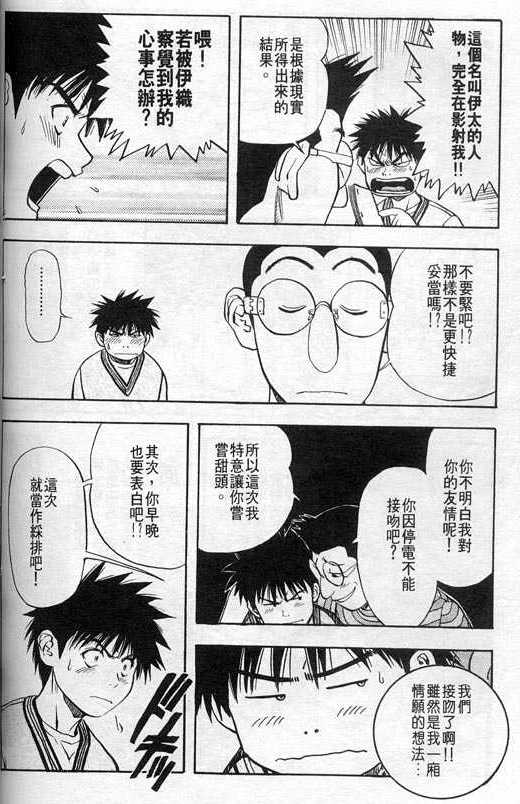 這個名叫伊太的人
物，完全在影射我!!
是根據現實
所得出來的
結果。
喂！
若被伊織
察覺到我的
心事怎辦?
不要緊吧!?
那樣不是更快捷
妥當嗎!?
…………
你不明白我對
你的友情呢！
你因停電不能
接吻吧?
所以這次我
特意讓你嘗
嘗甜頭。
其次，你早晚
也要表白吧!?
這次
就當作綵排吧！
我們
接吻了啊!!
雖然是我一廂
情願的想法…